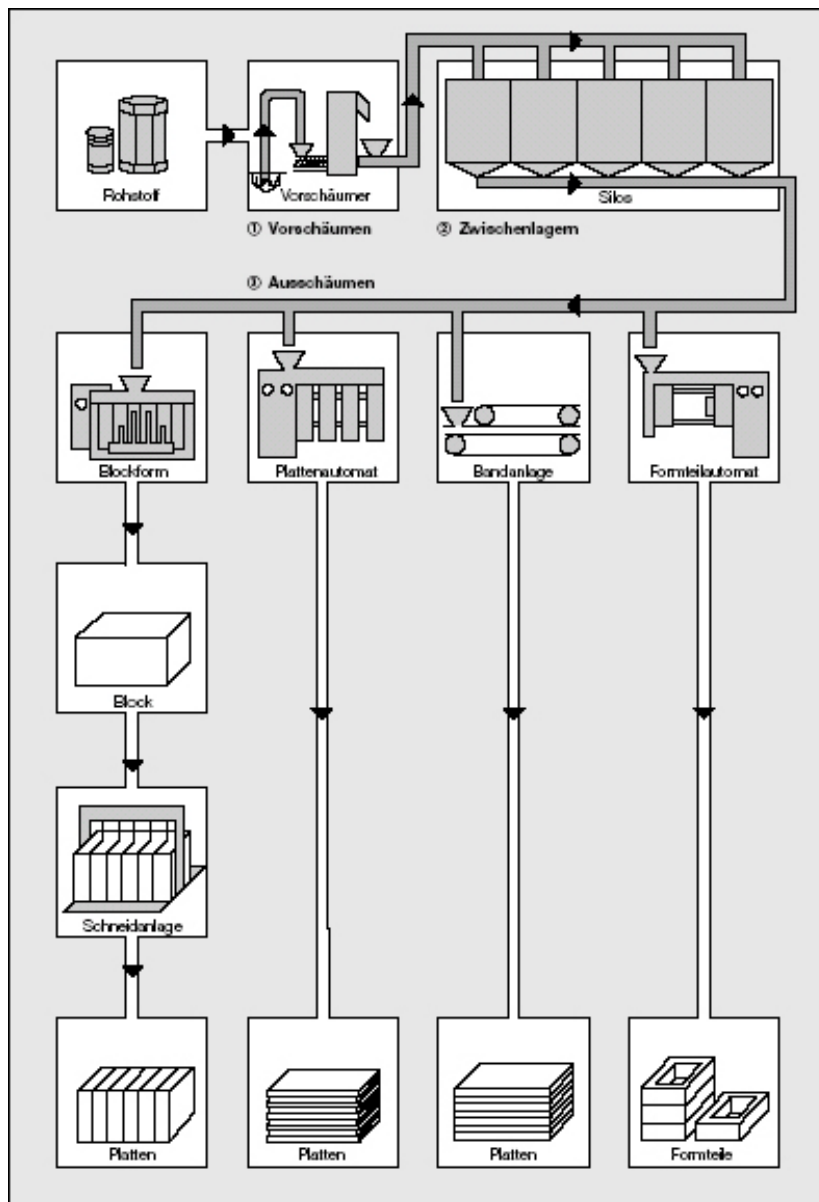 Rohstoff
Vorschäumer
Silos
① Vorschäumen
② Zwischenlagern
③ Ausschäumen
Blockform
Plattenautomat
Bandanlage
Formteilautomat
Block
Schneidanlage
Platten
Platten
Platten
Formteile